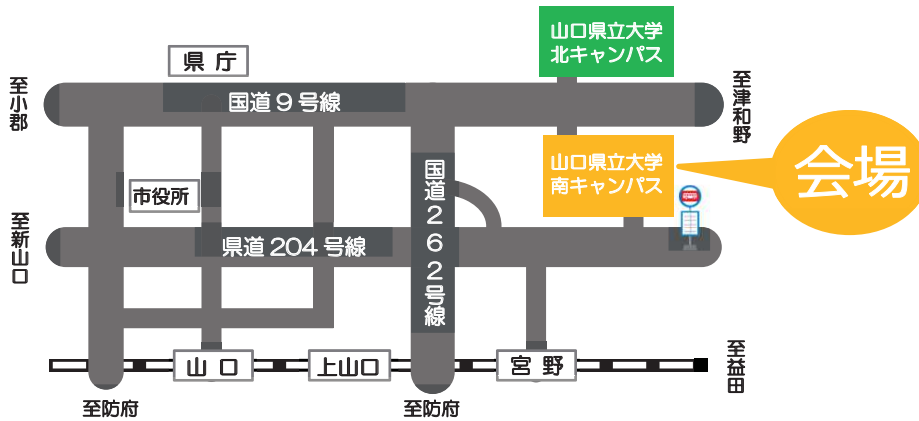 山口県立大学
北キャンパス
県庁
至小郡
国道9号線
至津和野
山口県立大学
南キャンパス
会場
市役所
国道262号線
至新山口
県道204号線
山口
上山口
宮野
至益田
至防府
至防府